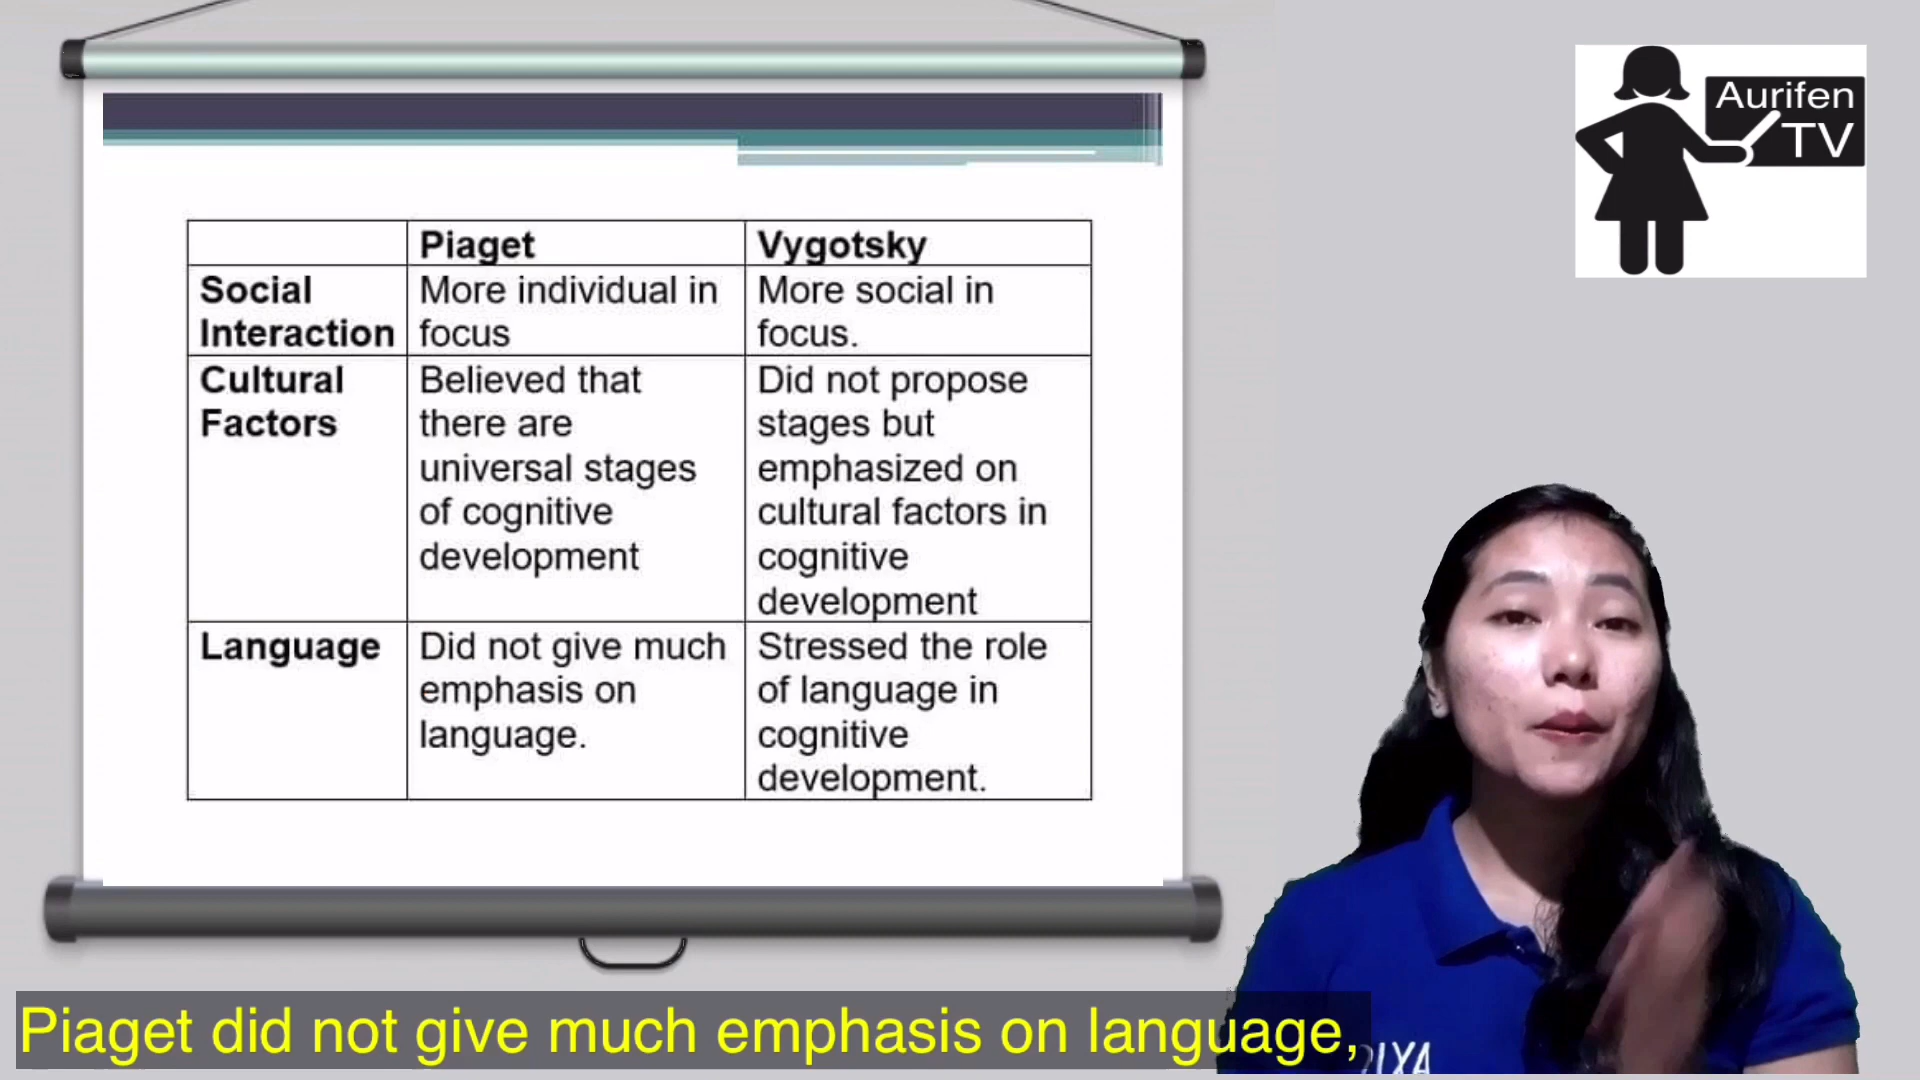 Aurifen
TV
Piaget
Vygotsky
Social
Interaction
More individual in
focus
More social in
focus.
Cultural
Factors
Believed that
there are
universal stages
of cognitive
development
Did not propose
stages but
emphasized on
cultural factors in
cognitive
development
Language
Did not give much
emphasis on
language.
Stressed the role
of language in
cognitive
development.
Piaget did not give much emphasis on language,